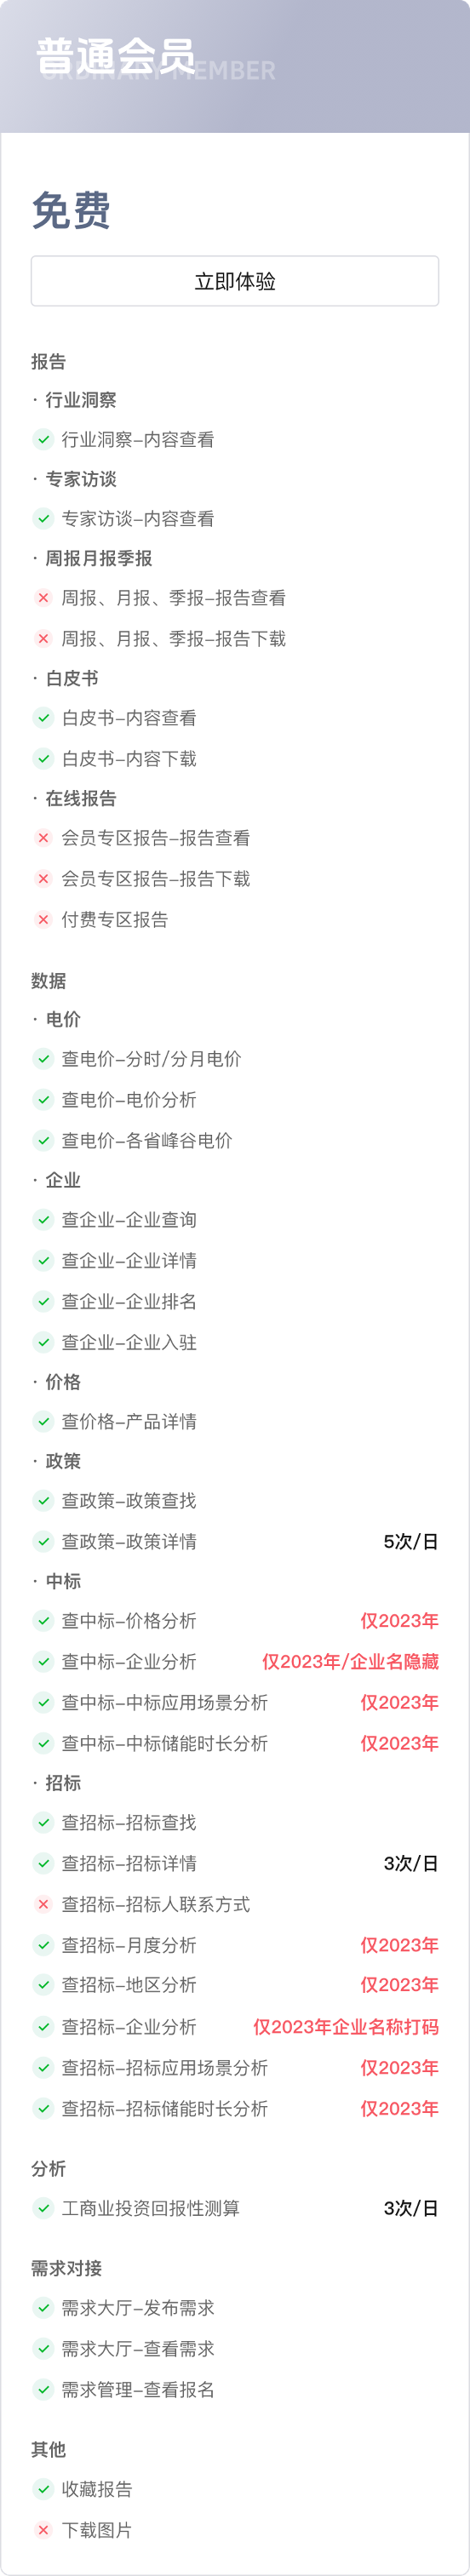 普通会员
ORDINARY MEMBER
免费
立即体验
报告
· 行业洞察
行业洞察-内容查看
· 专家访谈
专家访谈-内容查看
· 周报月报季报
周报、月报、季报-报告查看
周报、月报、季报-报告下载
· 白皮书
白皮书-内容查看
白皮书-内容下载
· 在线报告
会员专区报告-报告查看
会员专区报告-报告下载
付费专区报告
数据
· 电价
查电价-分时/分月电价
查电价-电价分析
查电价-各省峰谷电价
· 企业
查企业-企业查询
查企业-企业详情
查企业-企业排名
查企业-企业入驻
· 价格
查价格-产品详情
· 政策
查政策-政策查找
查政策-政策详情 5次/日
· 中标
查中标-价格分析 仅2023年
查中标-企业分析 仅2023年/企业名隐藏
查中标-中标应用场景分析 仅2023年
查中标-中标储能时长分析 仅2023年
· 招标
查招标-招标查找
查招标-招标详情 3次/日
查招标-招标人联系方式
查招标-月度分析 仅2023年
查招标-地区分析 仅2023年
查招标-企业分析 仅2023年企业名称打码
查招标-招标应用场景分析 仅2023年
查招标-招标储能时长分析 仅2023年
分析
工商业投资回报性测算 3次/日
需求对接
需求大厅-发布需求
需求大厅-查看需求
需求管理-查看报名
其他
收藏报告
下载图片